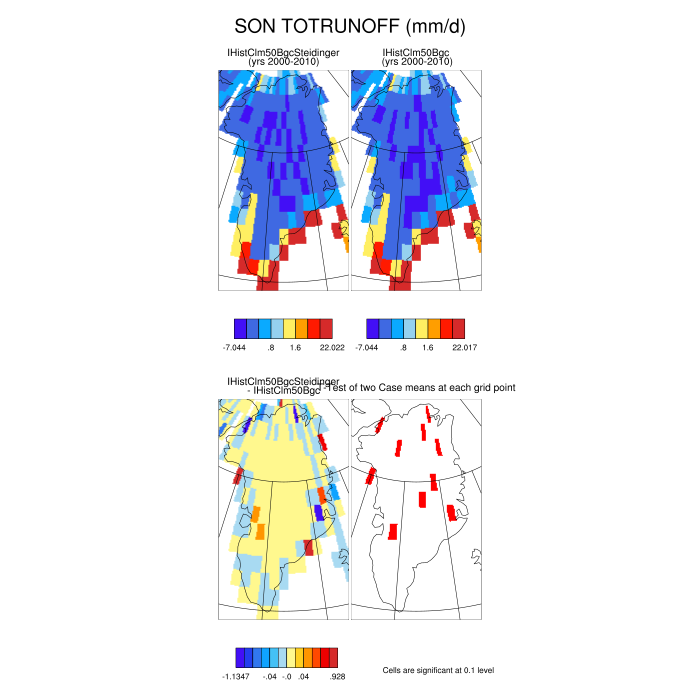 SON TOTRUNOFF (mm/d)
IHistClm50BgcSteidinger
(yrs 2000-2010)
IHistClm50Bgc
(yrs 2000-2010)
-7.044 .8 1.6 22.022
-7.044 .8 1.6 22.017
IHistClm50BgcSteidinger
- IHistClm50Bgc
Test of two Case means at each grid point
-1.1347 -.04 -.0 .04 .928
Cells are significant at 0.1 level